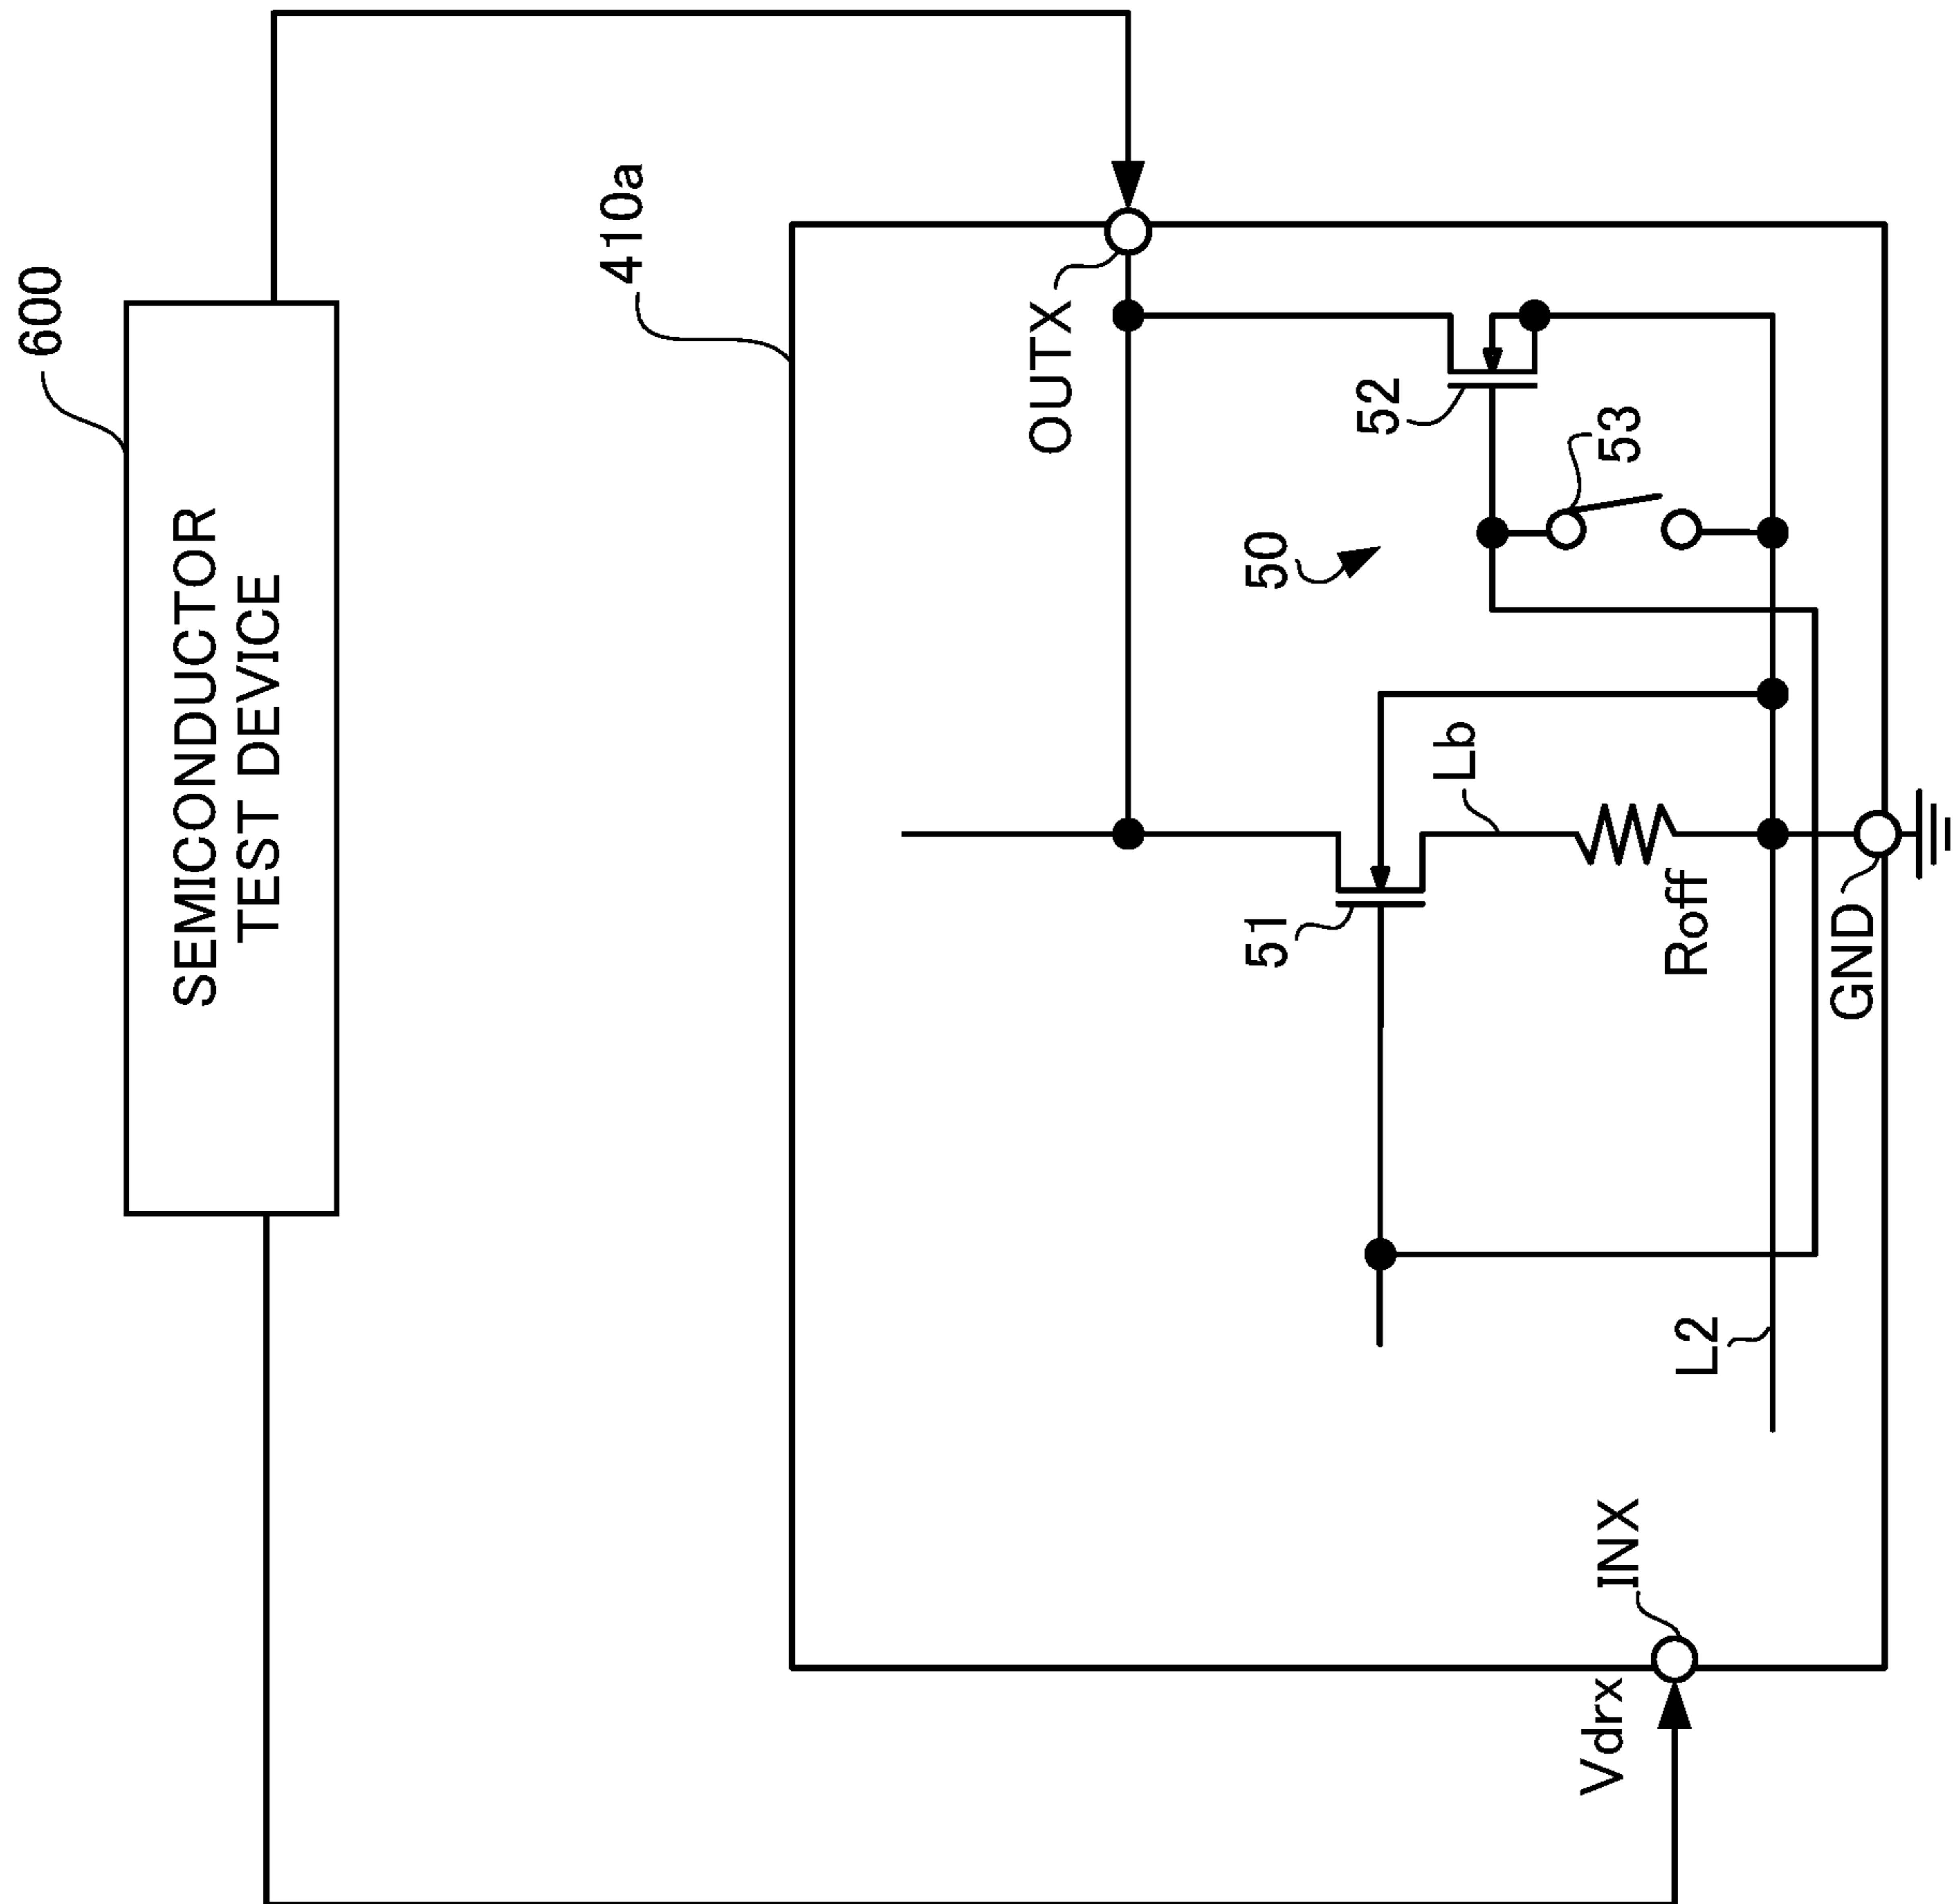 600
SEMICONDUCTOR
TEST DEVICE
410a
OUTX
52
53
50
51
Lb
Roff
GND
L2
INX
Vdrx